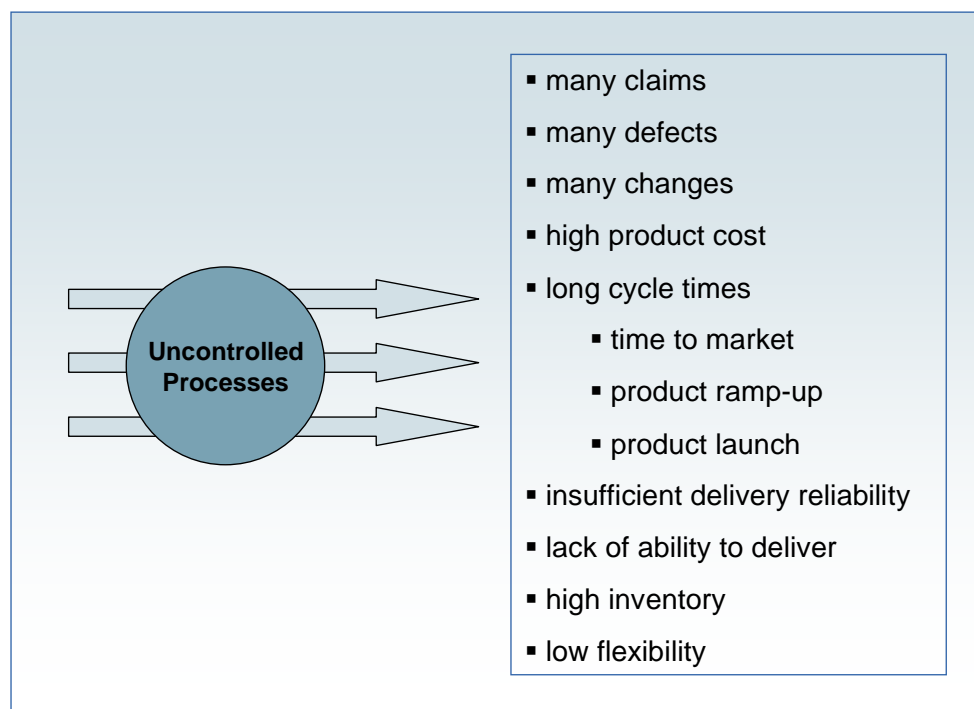 Uncontrolled
Processes
▪ many claims
▪ many defects
▪ many changes
▪ high product cost
▪ long cycle times
▪ time to market
▪ product ramp-up
▪ product launch
▪ insufficient delivery reliability
▪ lack of ability to deliver
▪ high inventory
▪ low flexibility